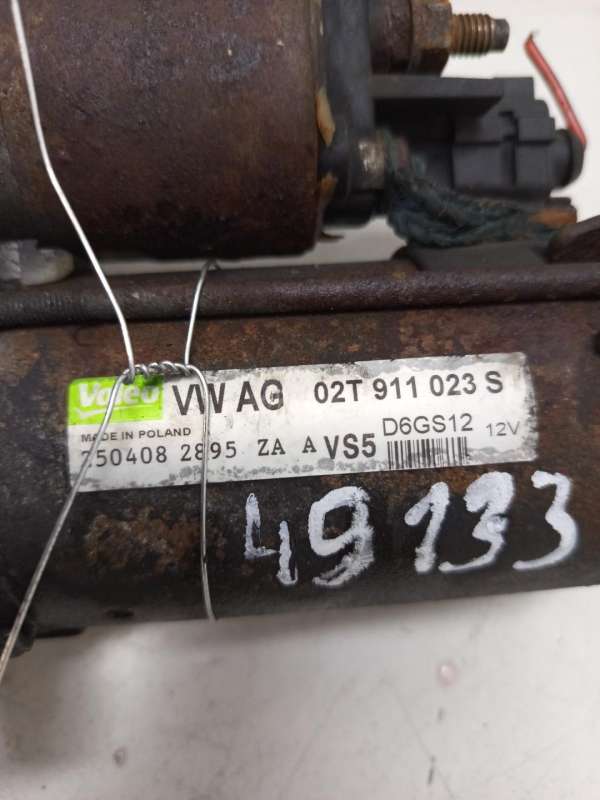 Valeo VW AG 02T 911 023 S
MADE IN POLAND D6GS12 12V
250408 2895 ZA A VS5
49133